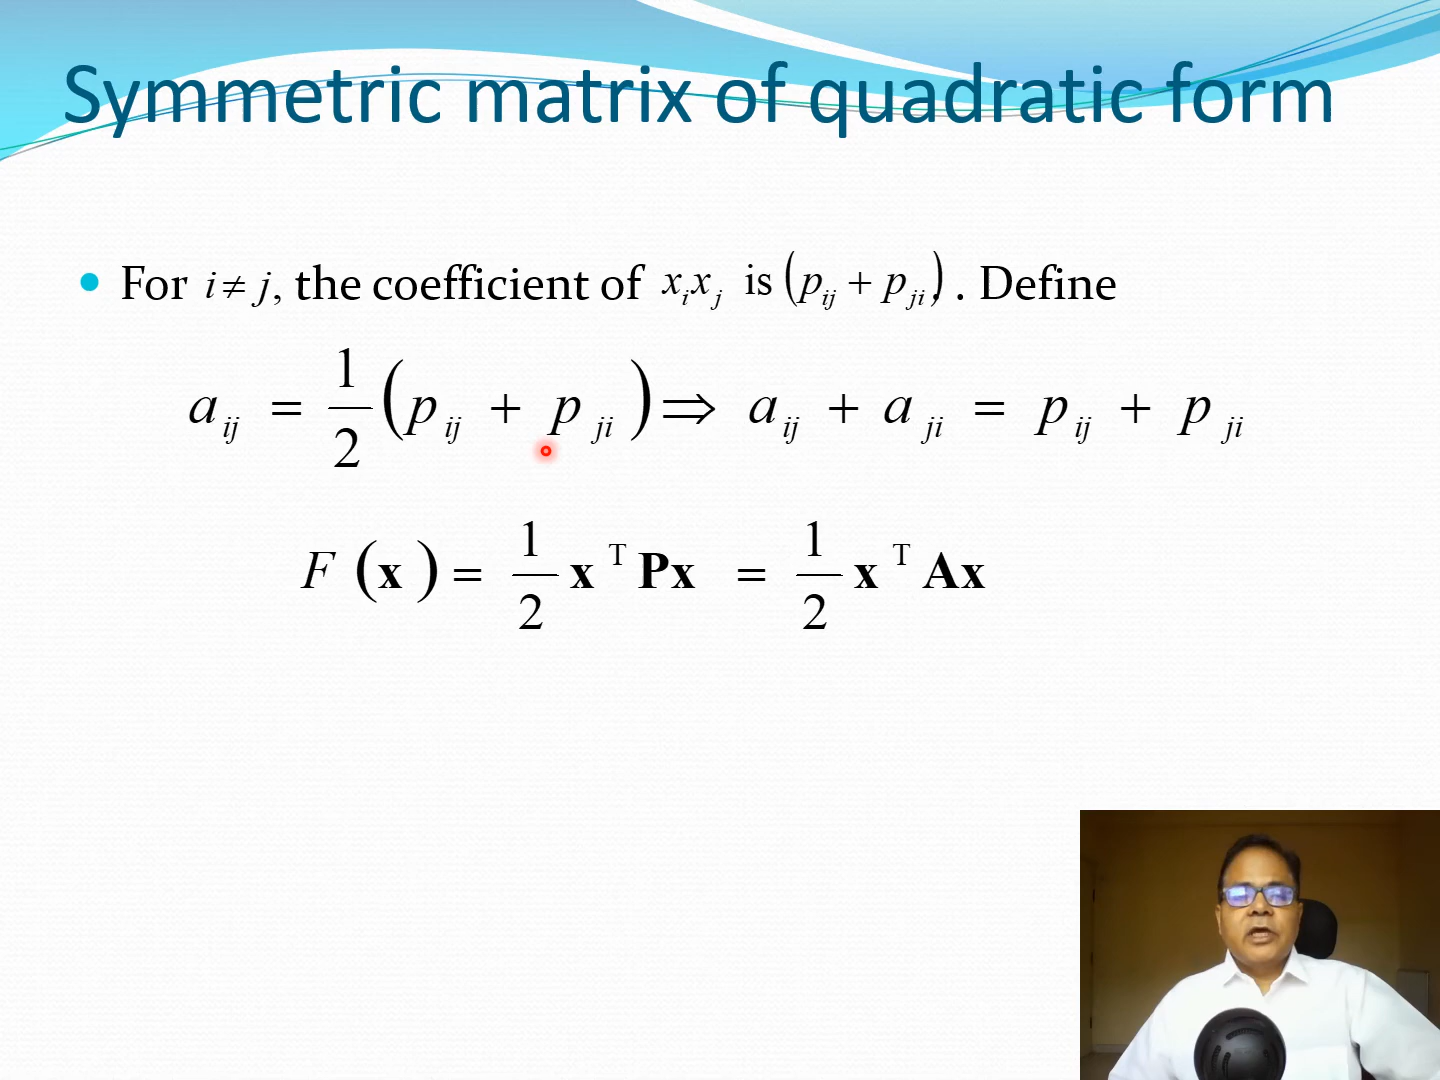 Symmetric matrix of quadratic form
For i ≠ j, the coefficient of x_i x_j is (p_ij + p_ji) . Define
a_ij = 1/2 (p_ij + p_ji) ⇒ a_ij + a_ji = p_ij + p_ji
F (x) = 1/2 x^T Px = 1/2 x^T Ax